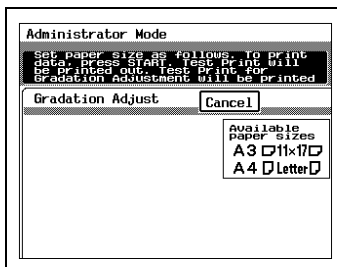 Administrator Mode
Set paper size as follows. To print
data, press START. Test Print will
be printed out. Test Print for
Gradation Adjustment will be printed
Gradation Adjust
Cancel
Available
paper sizes
A3 11×17
A4 Letter